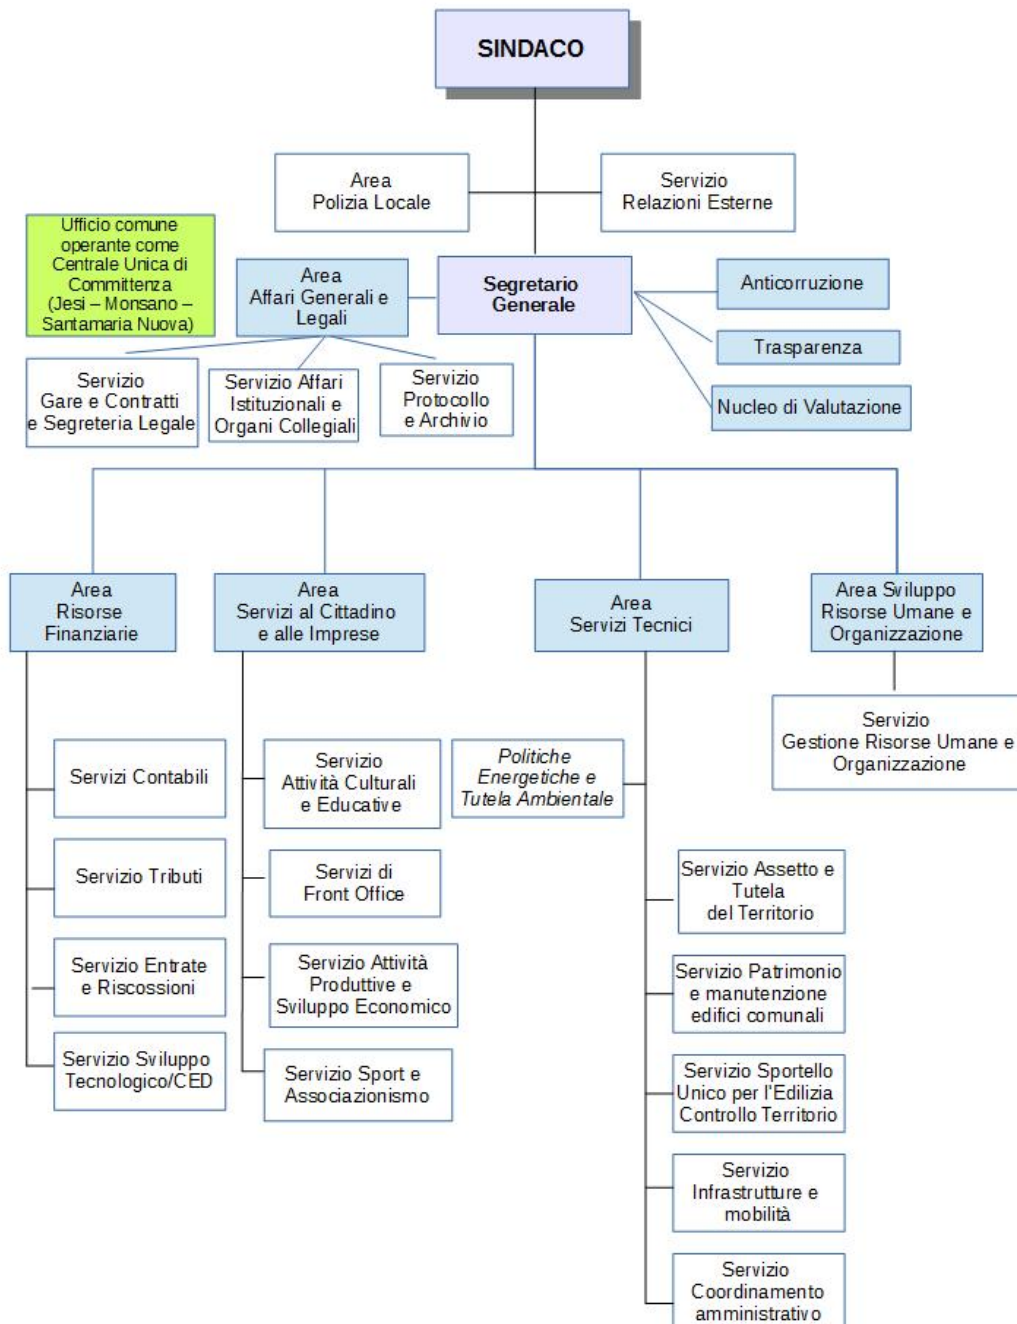 SINDACO
Area
Polizia Locale
Servizio
Relazioni Esterne
Ufficio comune
operante come
Centrale Unica di
Committenza
(Jesi – Monsano –
Santamaria Nuova)
Area
Affari Generali e
Legali
Segretario
Generale
Anticorruzione
Trasparenza
Nucleo di Valutazione
Servizio
Gare e Contratti
e Segreteria Legale
Servizio Affari
Istituzionali e
Organi Collegiali
Servizio
Protocollo
e Archivio
Area
Risorse
Finanziarie
Area
Servizi al Cittadino
e alle Imprese
Area
Servizi Tecnici
Area Sviluppo
Risorse Umane e
Organizzazione
Servizi Contabili
Servizio Tributi
Servizio Entrate
e Riscossioni
Servizio Sviluppo
Tecnologico/CED
Servizio
Attività Culturali
e Educative
Servizi di
Front Office
Servizio Attività
Produttive e
Sviluppo Economico
Servizio Sport e
Associazionismo
Politiche
Energetiche e
Tutela Ambientale
Servizio Assetto e
Tutela
del Territorio
Servizio Patrimonio
e manutenzione
edifici comunali
Servizio Sportello
Unico per l'Edilizia
Controllo Territorio
Servizio
Infrastrutture e
mobilità
Servizio
Coordinamento
amministrativo
Servizio
Gestione Risorse Umane e
Organizzazione